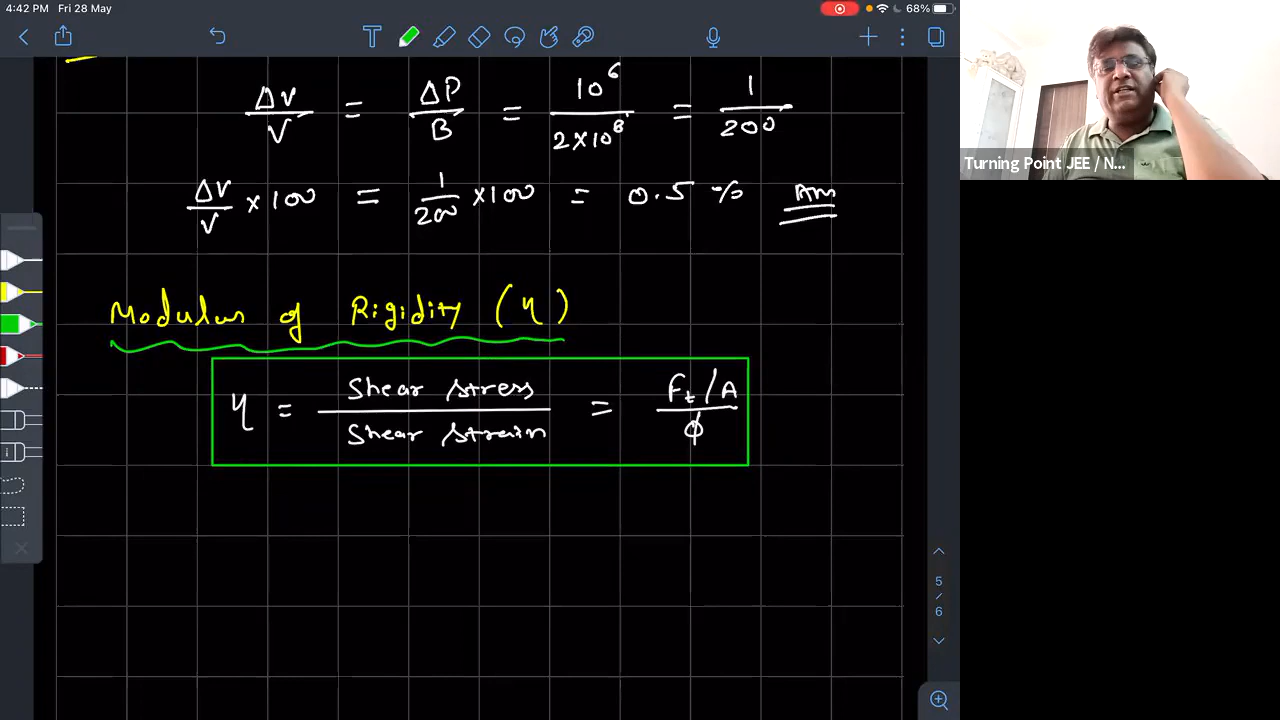 4:42 PM Fri 28 May
68%
ΔV/V = ΔP/B = 10^6/2×10^8 = 1/200
ΔV/V × 100 = 1/200 × 100 = 0.5 % Ans
Modulus of Rigidity (η)
η = Shear stress/Shear strain = F_t/A/ϕ
Turning Point JEE / N...
5
/
6